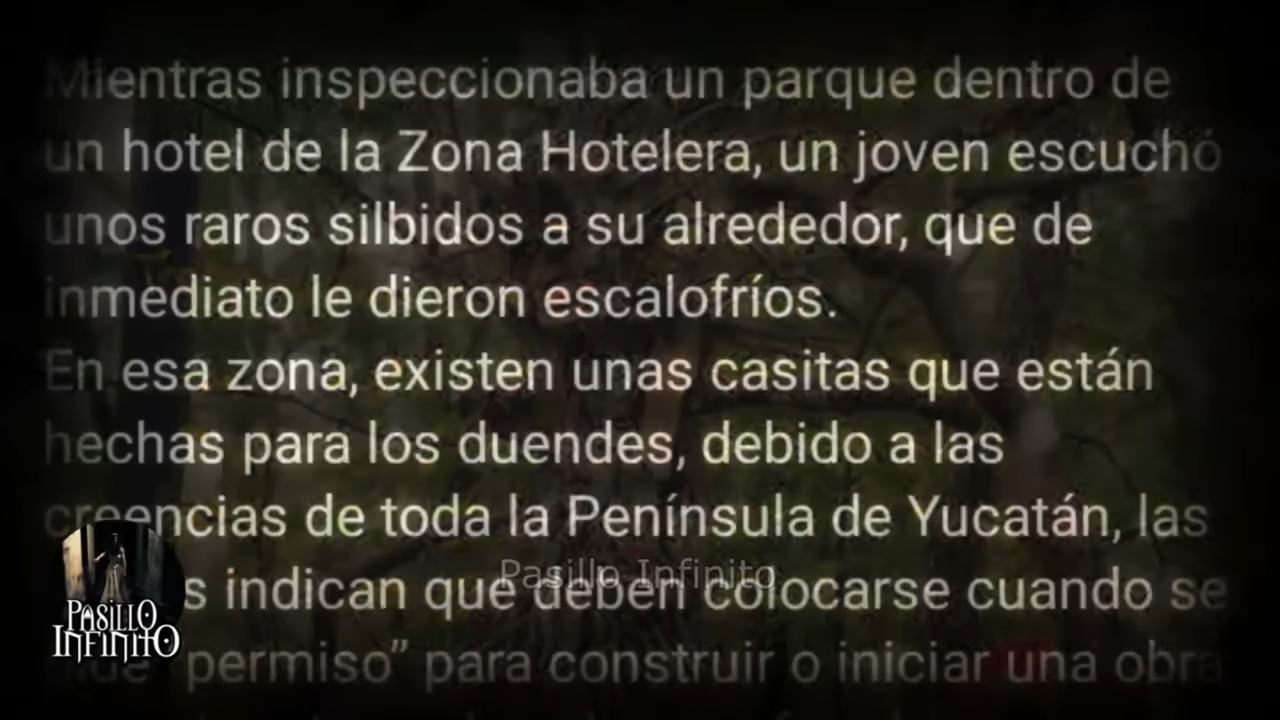 Mientras inspeccionaba un parque dentro de
un hotel de la Zona Hotelera, un joven escuchó
unos raros silbidos a su alrededor, que de
inmediato le dieron escalofríos.
En esa zona, existen unas casitas que están
hechas para los duendes, debido a las
creencias de toda la Península de Yucatán, las
indican que deben colocarse cuando se
“permiso” para construir o iniciar una obra
Pasillo Infinito
PASILLO
INFINITO